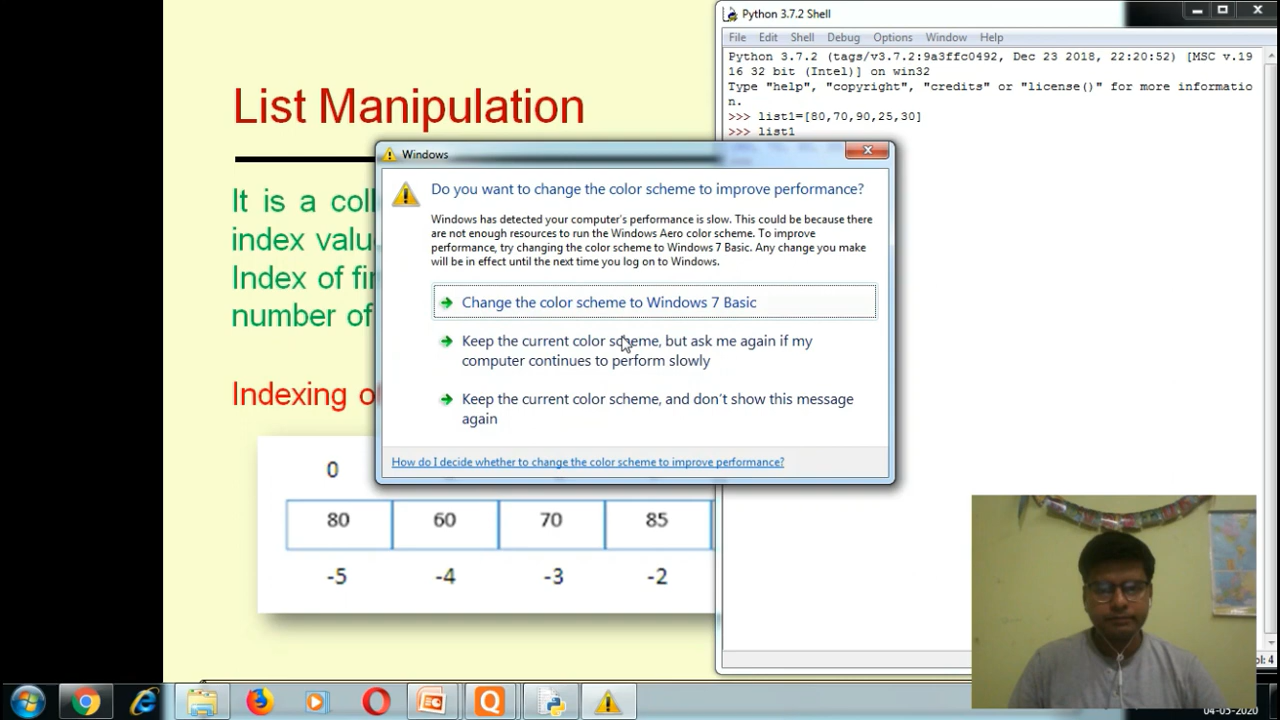 List Manipulation
It is a coll
index valu
Index of fir
number of
Indexing o
0
80 60 70 85
-5 -4 -3 -2
Python 3.7.2 Shell
File Edit Shell Debug Options Window Help
Python 3.7.2 (tags/v3.7.2:9a3ffc0492, Dec 23 2018, 22:20:52) [MSC v.19
16 32 bit (Intel)] on win32
Type "help", "copyright", "credits" or "license()" for more informatio
n.
>>> list1=[80,70,90,25,30]
>>> list1
Windows
Do you want to change the color scheme to improve performance?
Windows has detected your computer's performance is slow. This could be because there
are not enough resources to run the Windows Aero color scheme. To improve
performance, try changing the color scheme to Windows 7 Basic. Any change you make
will be in effect until the next time you log on to Windows.
Change the color scheme to Windows 7 Basic
Keep the current color scheme, but ask me again if my
computer continues to perform slowly
Keep the current color scheme, and don't show this message
again
How do I decide whether to change the color scheme to improve performance?
ol: 4
04-05-2020